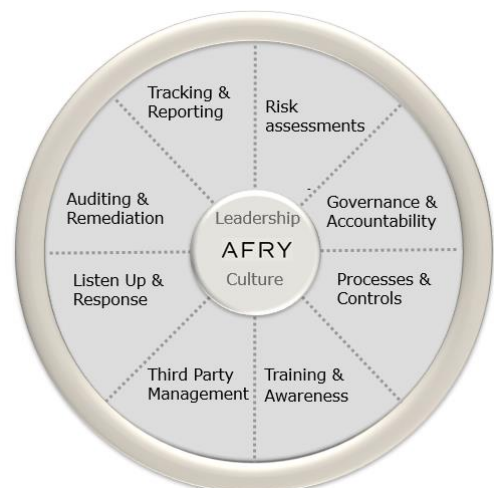 Tracking &
Reporting
Risk
assessments
Auditing &
Remediation
Governance &
Accountability
Leadership
AFRY
Culture
Listen Up &
Response
Processes &
Controls
Third Party
Management
Training &
Awareness